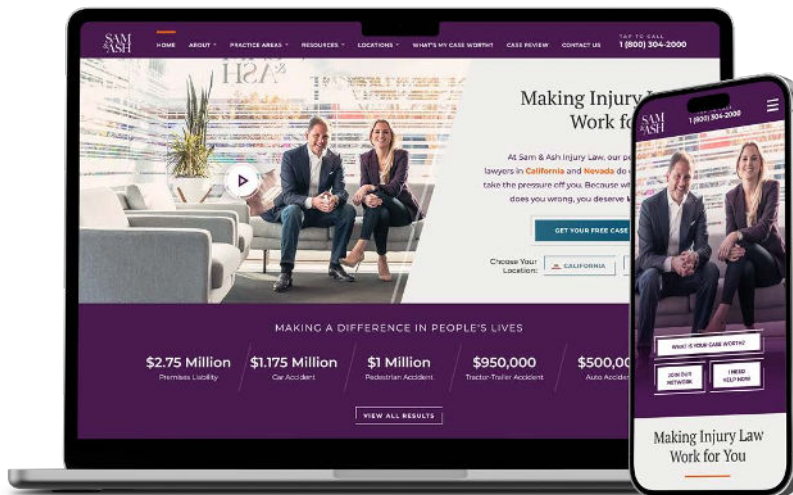 SAM
&ASH
HOME
ABOUT
PRACTICE AREAS
RESOURCES
LOCATIONS
WHAT'S MY CASE WORTH?
CASE REVIEW
CONTACT US
TAP TO CALL
1 (800) 304-2000
SAM
&ASH
Making Injury
Work fo
At Sam & Ash Injury Law, our pe
lawyers in California and Nevada do
take the pressure off you. Because wh
does you wrong, you deserve
GET YOUR FREE CASE
Choose Your
Location:
CALIFORNIA
MAKING A DIFFERENCE IN PEOPLE'S LIVES
$2.75 Million
Premises Liability
$1.175 Million
Car Accident
$1 Million
Pedestrian Accident
$950,000
Tractor-Trailer Accident
$500,00
Auto Acciden
VIEW ALL RESULTS
SAM
&ASH
1 (800) 304-2000
WHAT IS YOUR CASE WORTH?
JOIN OUR
NETWORK
I NEED
HELP NOW
Making Injury Law
Work for You